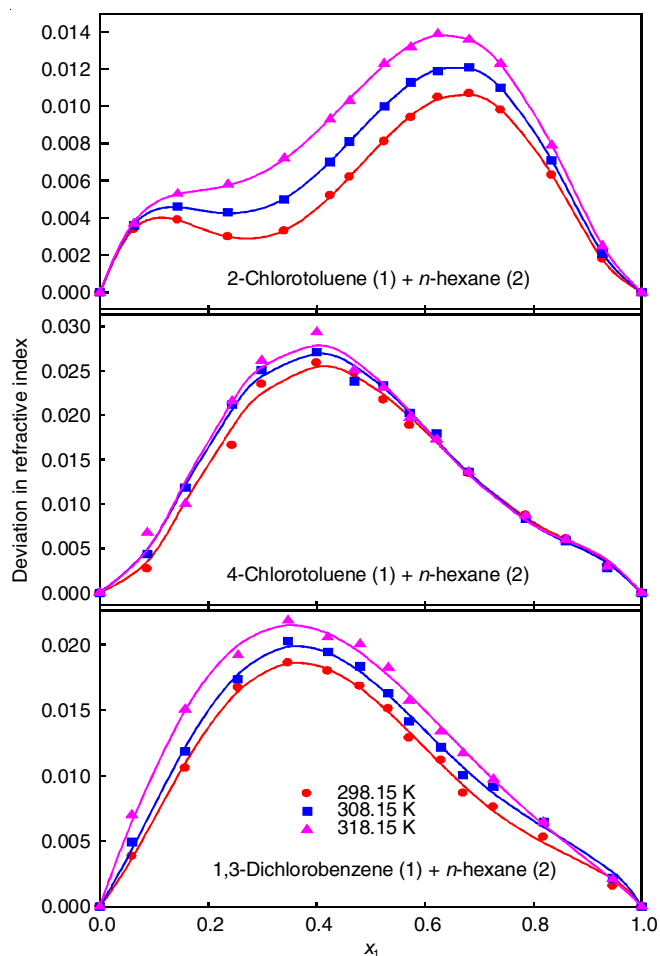 0.014
0.012
0.010
0.008
0.006
0.004
0.002
0.000
2-Chlorotoluene (1) + n-hexane (2)
0.030
0.025
0.020
0.015
0.010
0.005
0.000
4-Chlorotoluene (1) + n-hexane (2)
Deviation in refractive index
0.020
0.015
0.010
0.005
0.000
298.15 K
308.15 K
318.15 K
1,3-Dichlorobenzene (1) + n-hexane (2)
0.0 0.2 0.4 0.6 0.8 1.0
x₁